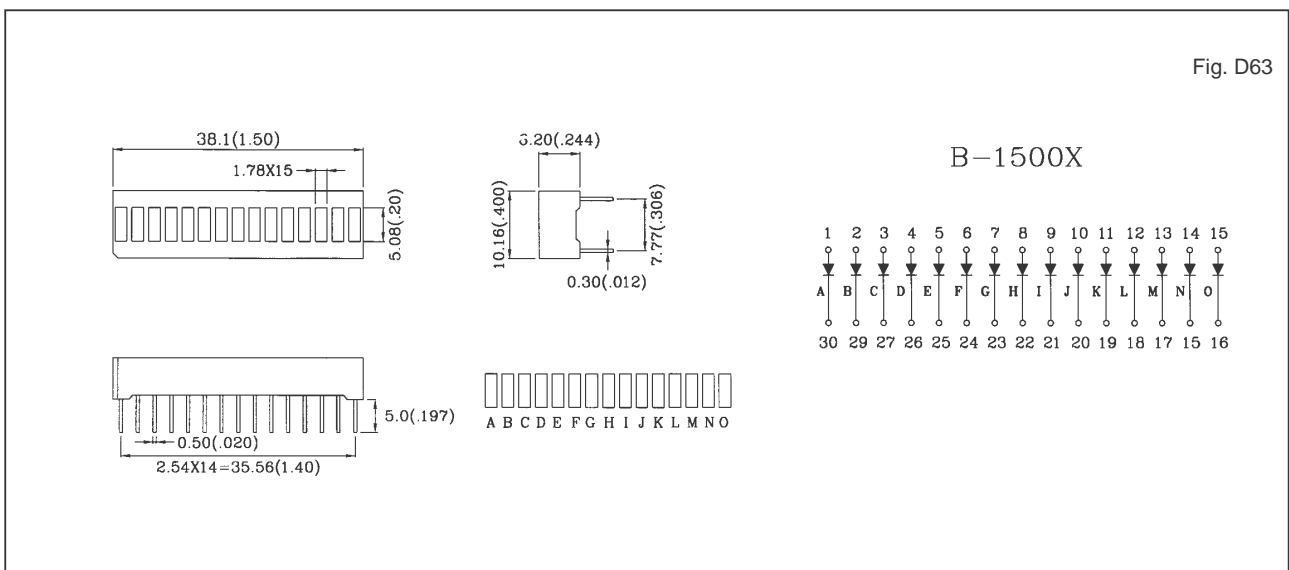 Fig. D63
38.1(1.50)
1.78X15
5.08(.20)
6.20(.244)
10.16(.400)
7.77(.306)
0.30(.012)
B-1500X
1 2 3 4 5 6 7 8 9 10 11 12 13 14 15
A B C D E F G H I J K L M N O
30 29 27 26 25 24 23 22 21 20 19 18 17 15 16
5.0(.197)
0.50(.020)
2.54X14=35.56(1.40)
A B C D E F G H I J K L M N O